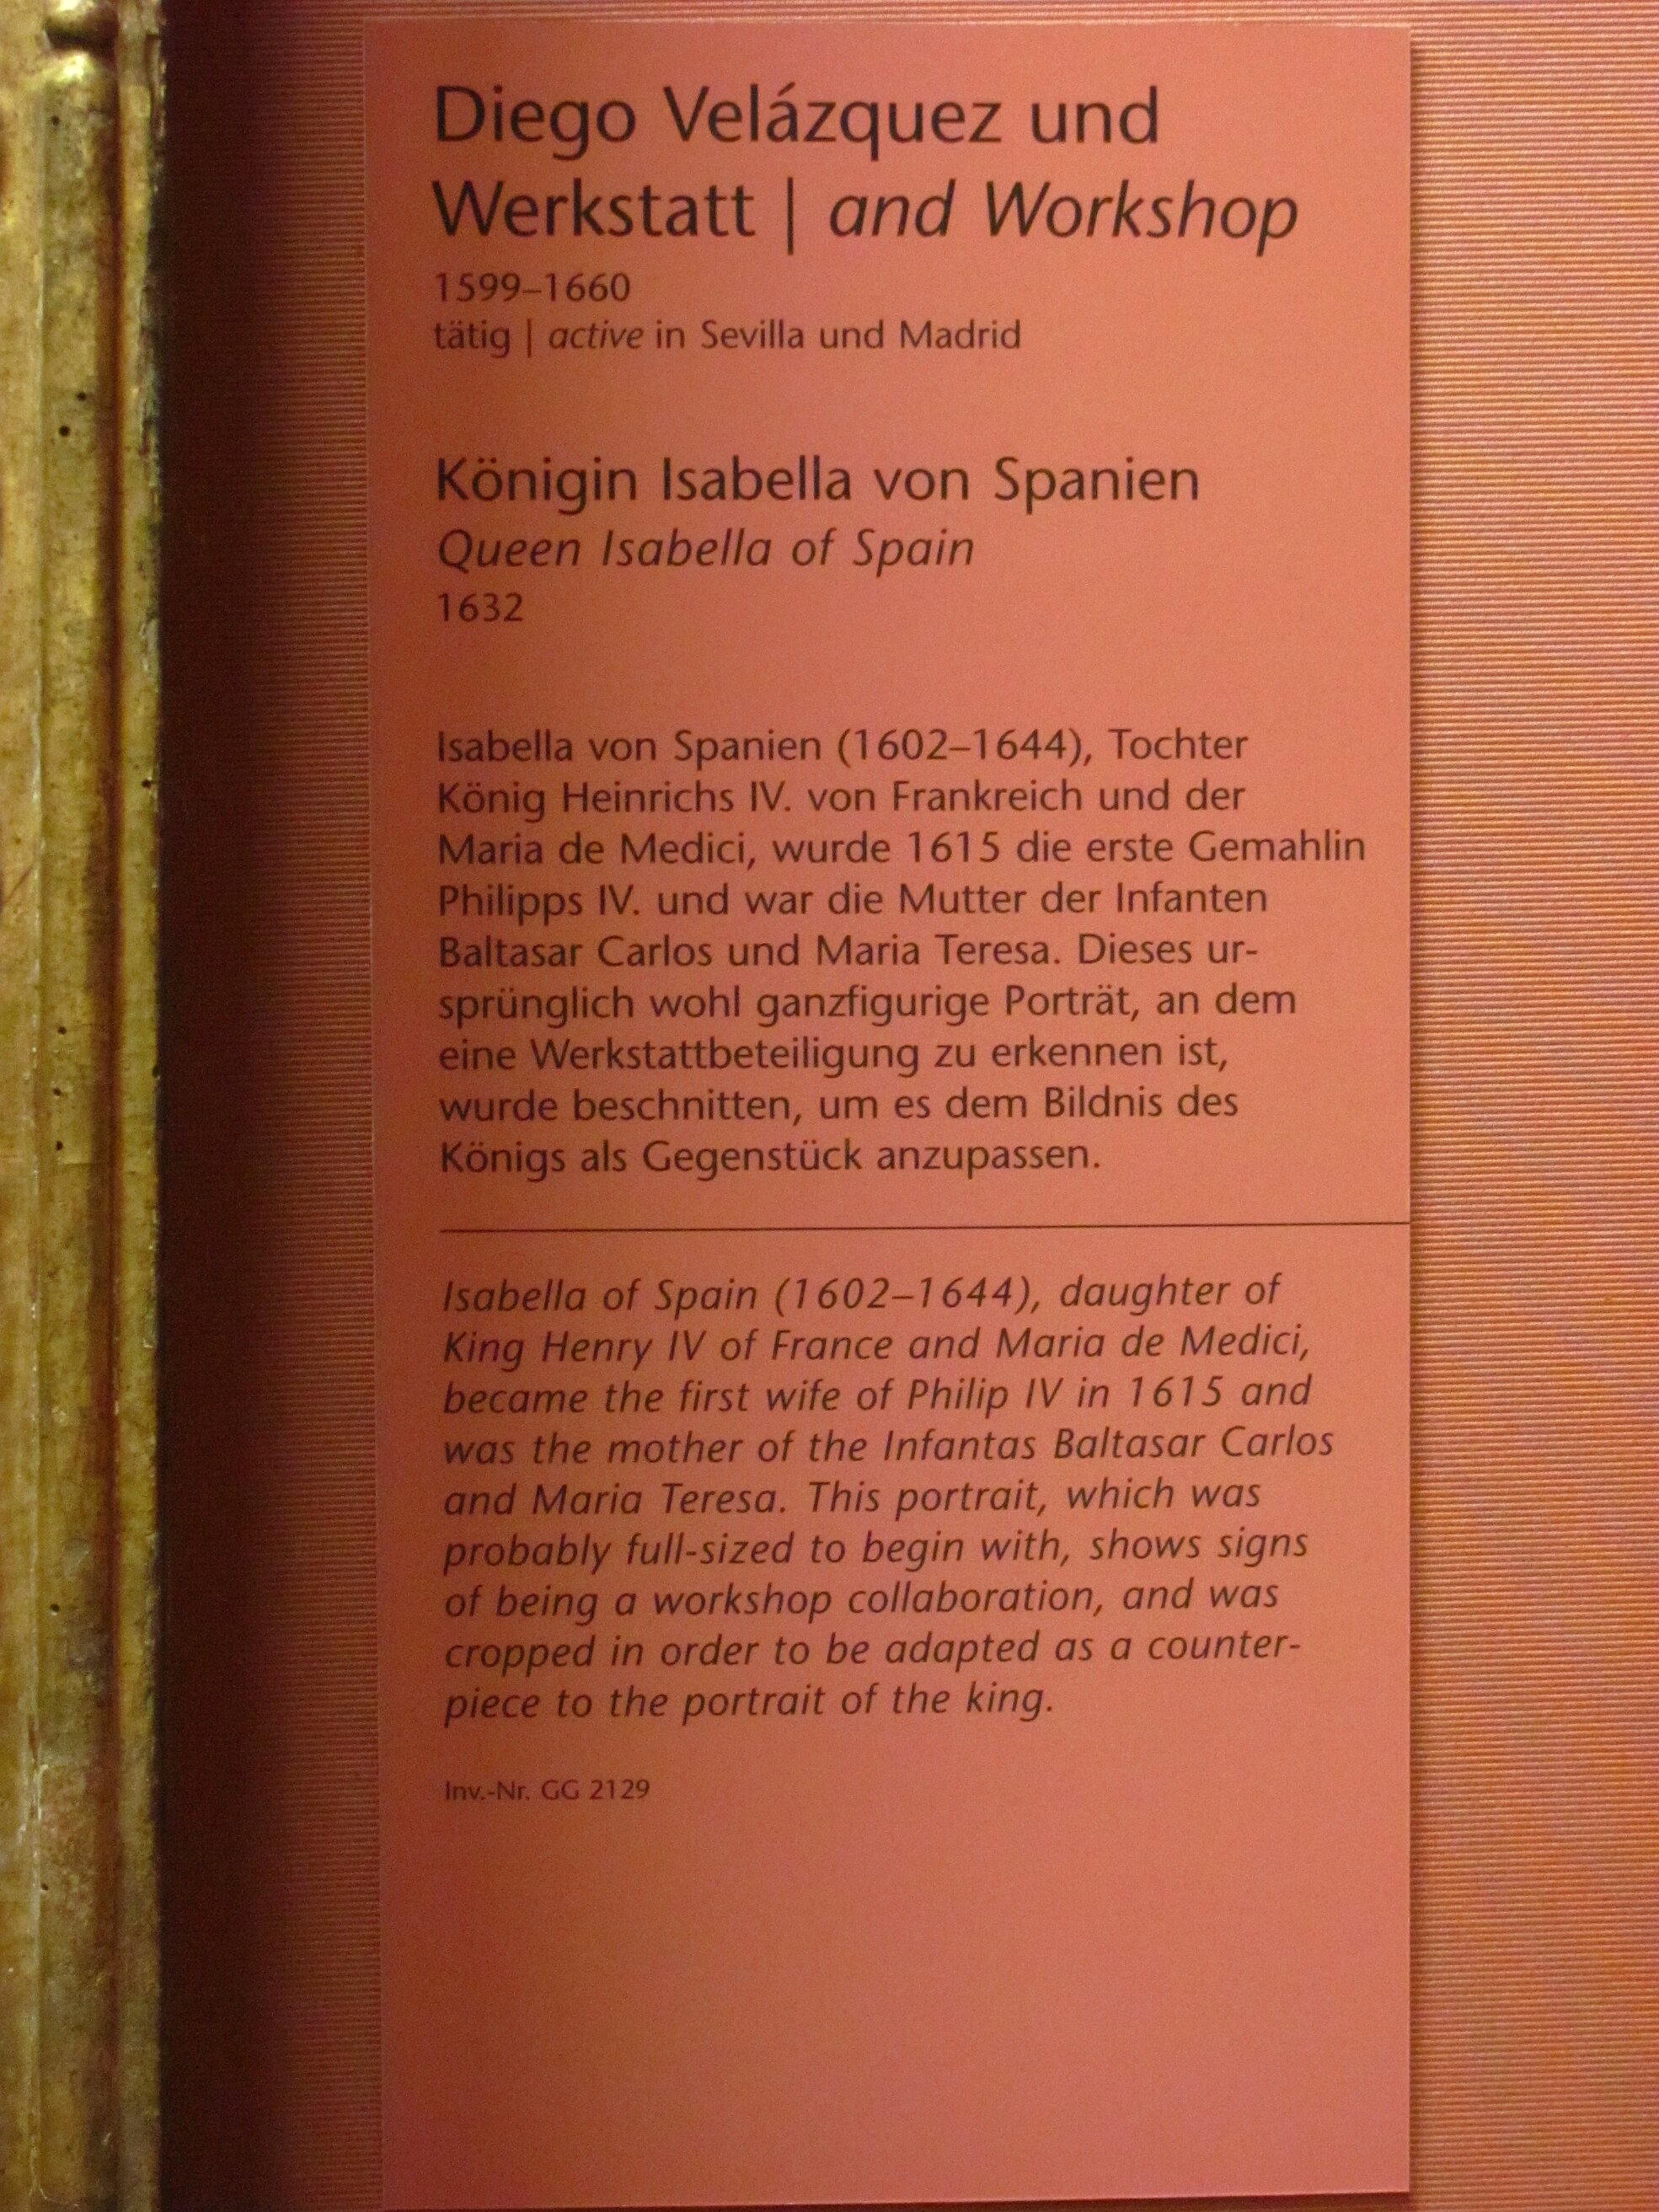 Diego Velázquez und
Werkstatt | and Workshop
1599–1660
tätig | active in Sevilla und Madrid
Königin Isabella von Spanien
Queen Isabella of Spain
1632
Isabella von Spanien (1602–1644), Tochter
König Heinrichs IV. von Frankreich und der
Maria de Medici, wurde 1615 die erste Gemahlin
Philipps IV. und war die Mutter der Infanten
Baltasar Carlos und Maria Teresa. Dieses ur-
sprünglich wohl ganzfigurige Porträt, an dem
eine Werkstattbeteiligung zu erkennen ist,
wurde beschnitten, um es dem Bildnis des
Königs als Gegenstück anzupassen.
Isabella of Spain (1602–1644), daughter of
King Henry IV of France and Maria de Medici,
became the first wife of Philip IV in 1615 and
was the mother of the Infantas Baltasar Carlos
and Maria Teresa. This portrait, which was
probably full-sized to begin with, shows signs
of being a workshop collaboration, and was
cropped in order to be adapted as a counter-
piece to the portrait of the king.
Inv.-Nr. GG 2129